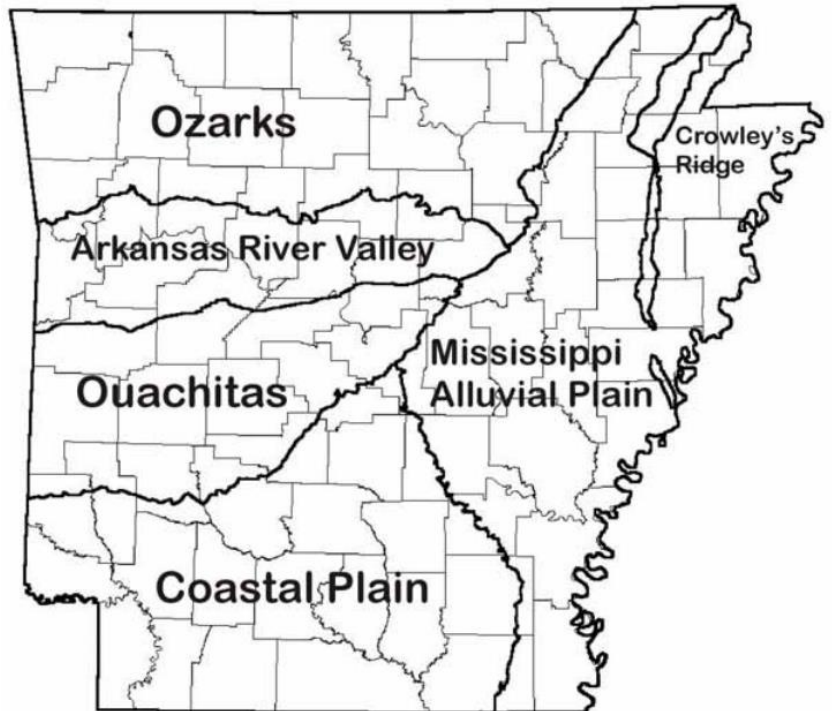 Ozarks
Crowley's
Ridge
Arkansas River Valley
Mississippi
Alluvial Plain
Ouachitas
Coastal Plain